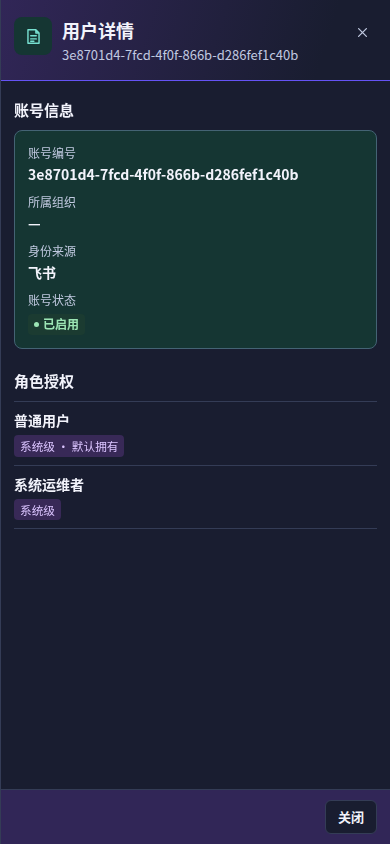 用户详情
3e8701d4-7fcd-4f0f-866b-d286fef1c40b
账号信息
账号编号
3e8701d4-7fcd-4f0f-866b-d286fef1c40b
所属组织
—
身份来源
飞书
账号状态
已启用
角色授权
普通用户
系统级 · 默认拥有
系统运维者
系统级
关闭